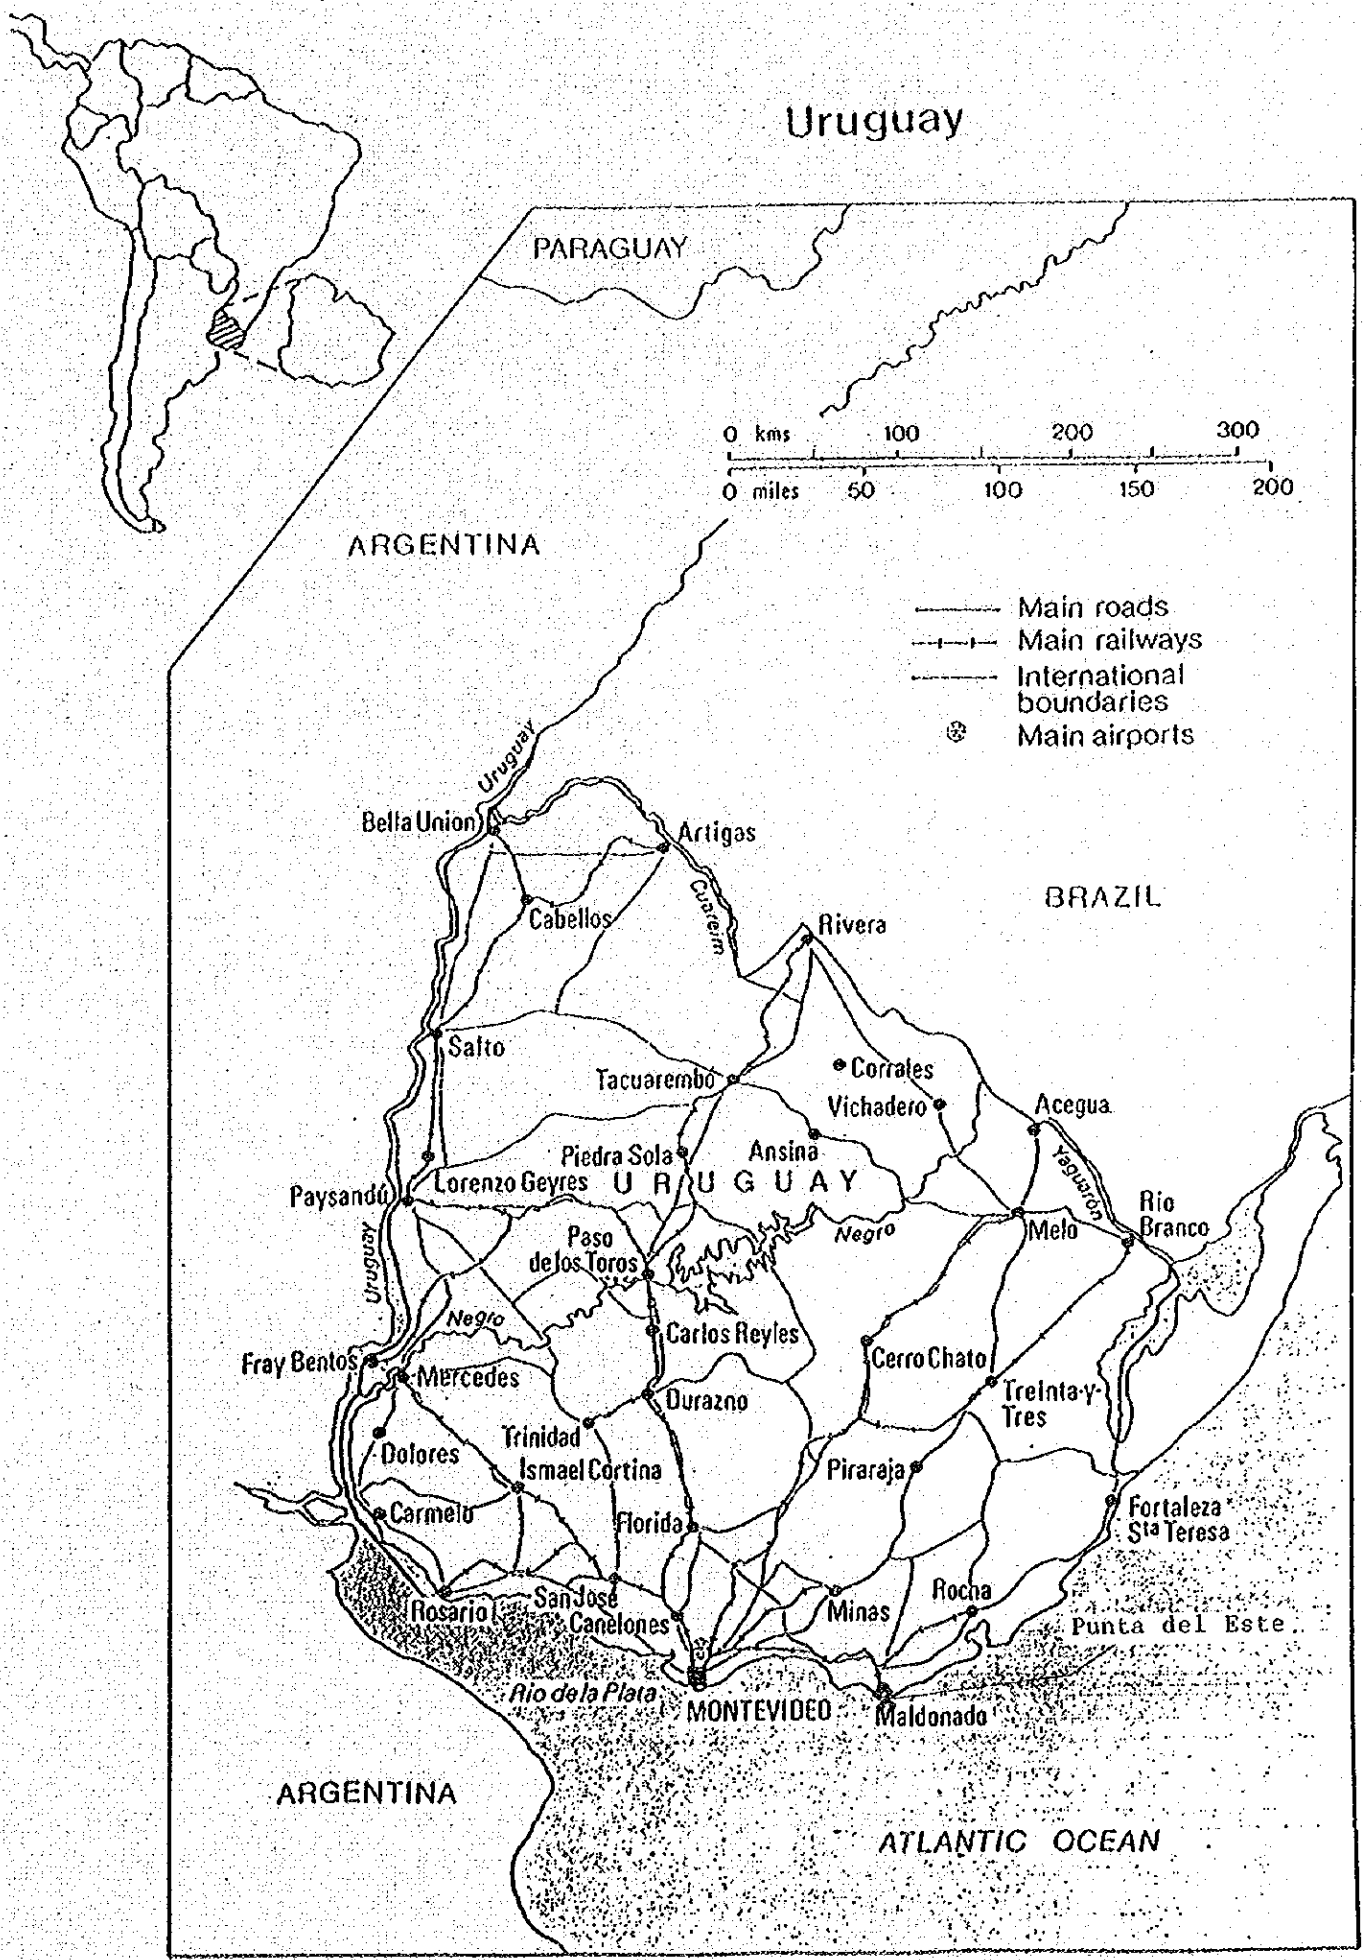 Uruguay
PARAGUAY
0 kms 100 200 300
0 miles 50 100 150 200
ARGENTINA
Main roads
Main railways
International
boundaries
Main airports
Uruguay
Bella Union
Artigas
Cuareim
BRAZIL
Cabellos
Rivera
Salto
Tacuarembo
Corrales
Vichadero
Acegua
Piedra Sola
Ansina
Yaguarón
Paysandú
Lorenzo Geyres
URUGUAY
Rio
Branco
Melo
Negro
Uruguay
Paso
de los Toros
Negro
Carlos Reyles
Cerro Chato
Fray Bentos
Mercedes
Durazno
Treinta-y-
Tres
Trinidad
Dolores
Ismael Cortina
Piraraja
Carmelo
Florida
Fortaleza
Sta Teresa
Rosario
San José
Canelones
Minas
Rocha
Punta del Este
Rio de la Plata
MONTEVIDEO
Maldonado
ARGENTINA
ATLANTIC OCEAN